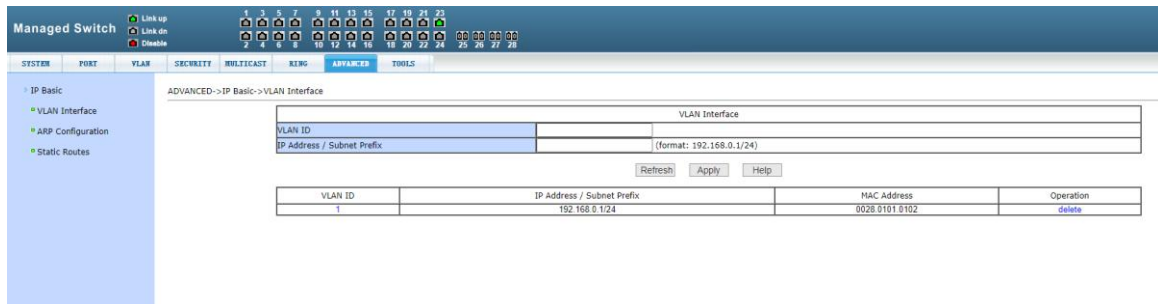 Link up
Managed Switch
Link dn
Disable
1 3 5 7 9 11 13 15 17 19 21 23
2 4 6 8 10 12 14 16 18 20 22 24 25 26 27 28
SYSTEM PORT VLAN SECURITY MULTICAST RING ADVANCED TOOLS
IP Basic
VLAN Interface
ARP Configuration
Static Routes
ADVANCED->IP Basic->VLAN Interface
VLAN Interface
VLAN ID
IP Address / Subnet Prefix (format: 192.168.0.1/24)
Refresh Apply Help
VLAN ID IP Address / Subnet Prefix MAC Address Operation
1 192.168.0.1/24 0028.0101.0102 delete